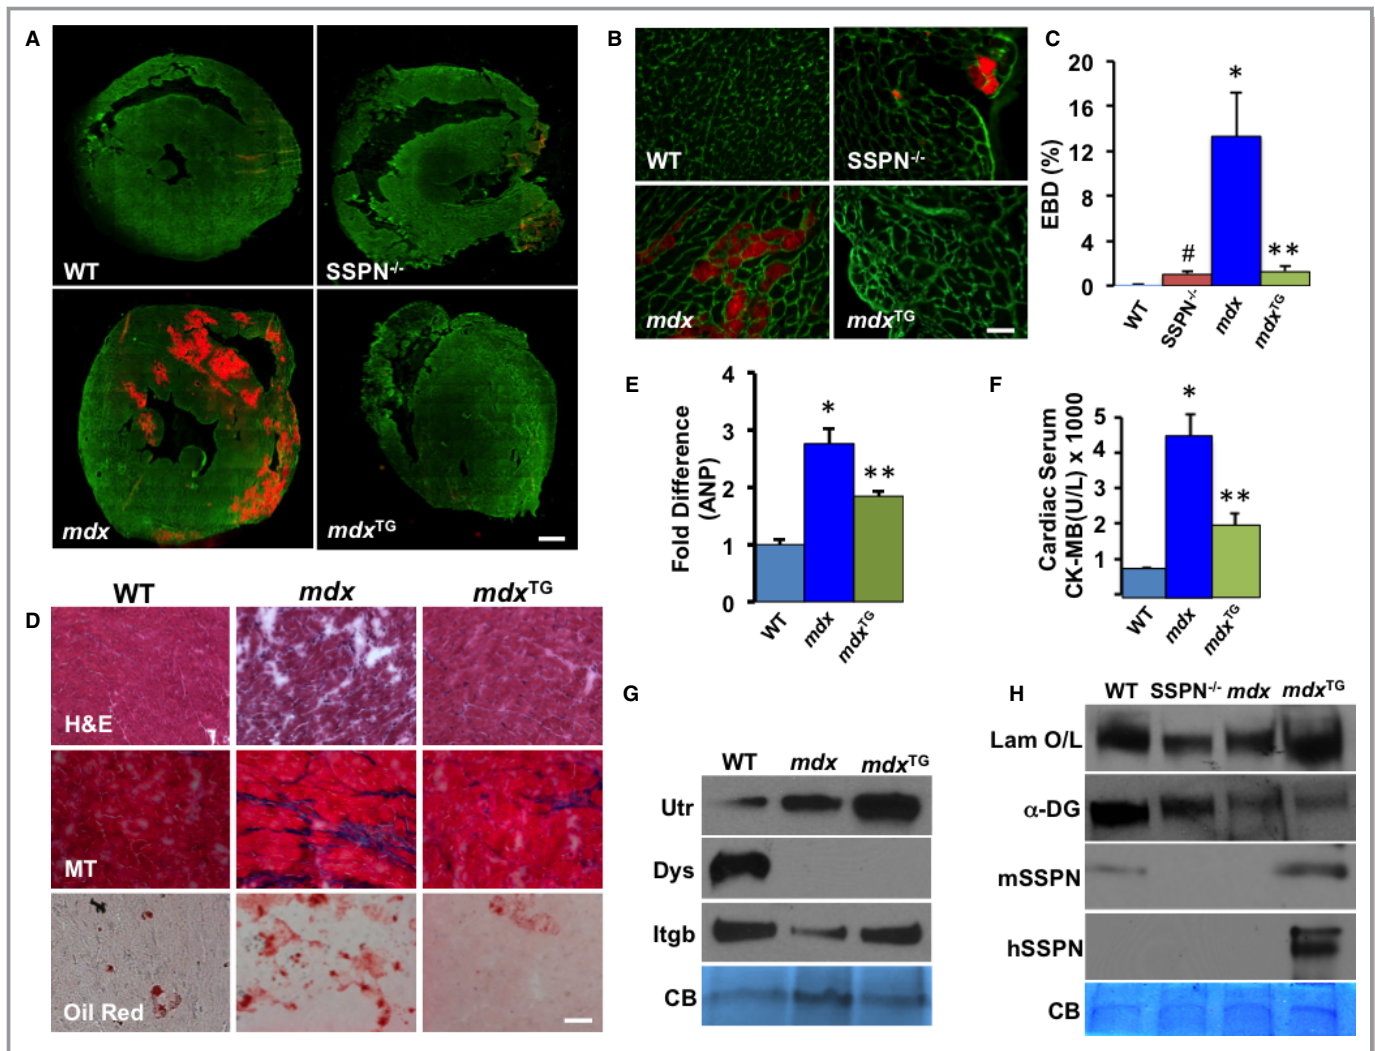 A
WT
SSPN-/-
mdx
mdxTG
B
WT
SSPN-/-
mdx
mdxTG
C
EBD (%)
20
16
12
8
4
0
*
#
**
WT
SSPN-/-
mdx
mdxTG
D
WT mdx mdxTG
H&E
MT
Oil Red
E
Fold Difference
(ANP)
4
3
2
1
0
*
**
WT
mdx
mdxTG
F
Cardiac Serum
CK-MB(U/L) x 1000
5
4
3
2
1
*
**
WT
mdx
mdxTG
G
WT mdx mdxTG
Utr
Dys
Itgb
CB
H
WT SSPN-/- mdx mdxTG
Lam O/L
α-DG
mSSPN
hSSPN
CB